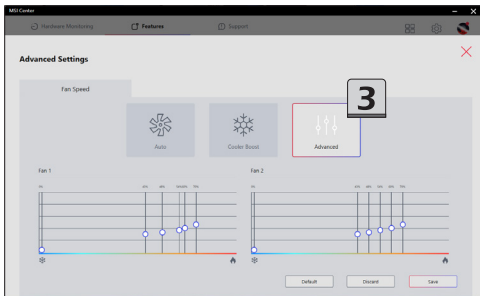 MSI Center
Hardware Monitoring
Features
Support
Advanced Settings
Fan Speed
3
Auto
Cooler Boost
Advanced
Fan 1
Fan 2
Default
Discard
Save